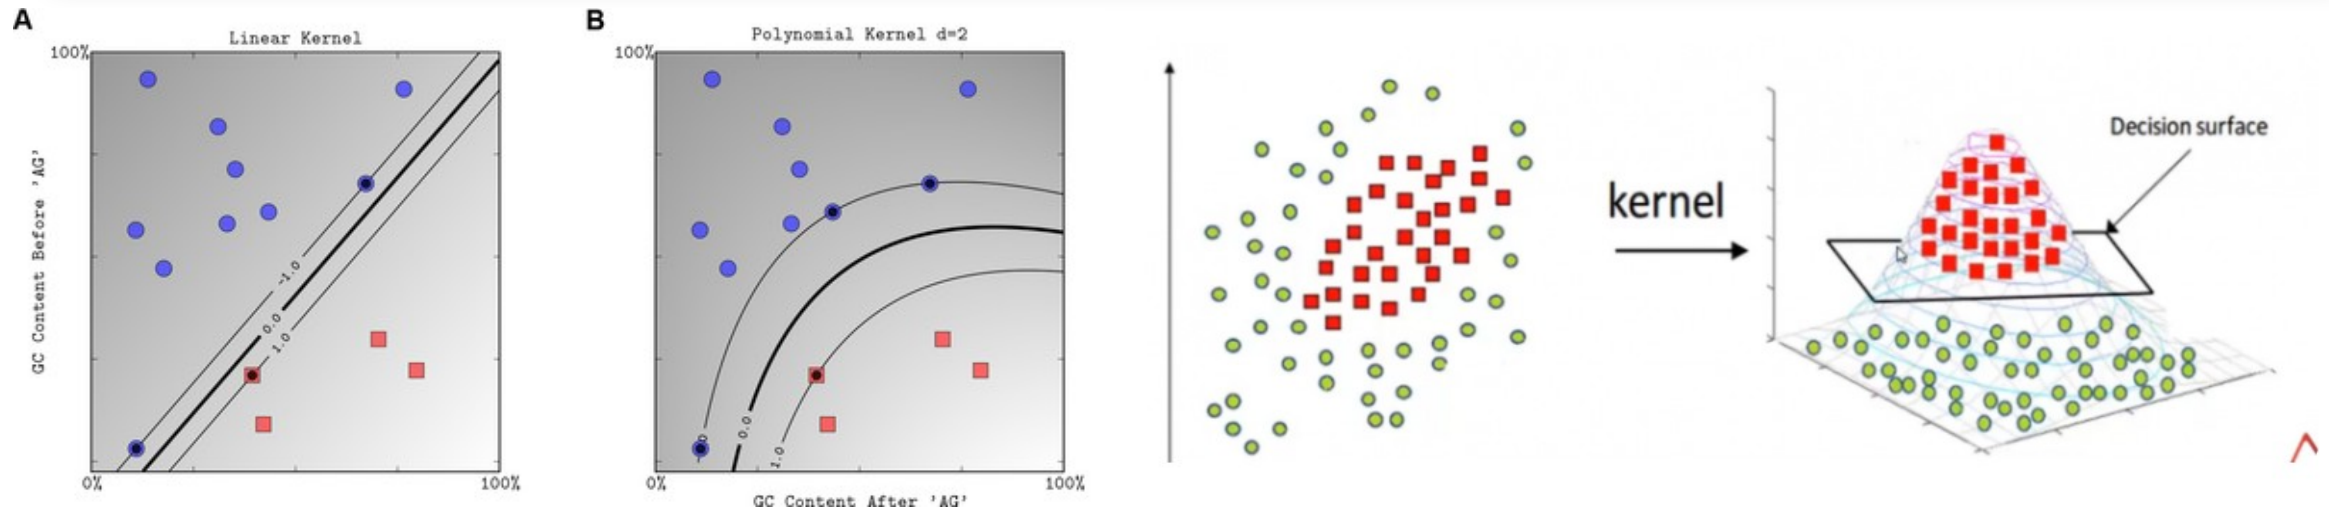 A
Linear Kernel
100%
GC Content Before 'AG'
-1.0
0.0
1.0
0%
100%
B
Polynomial Kernel d=2
100%
0.0
1.0
0%
100%
GC Content After 'AG'
kernel
Decision surface